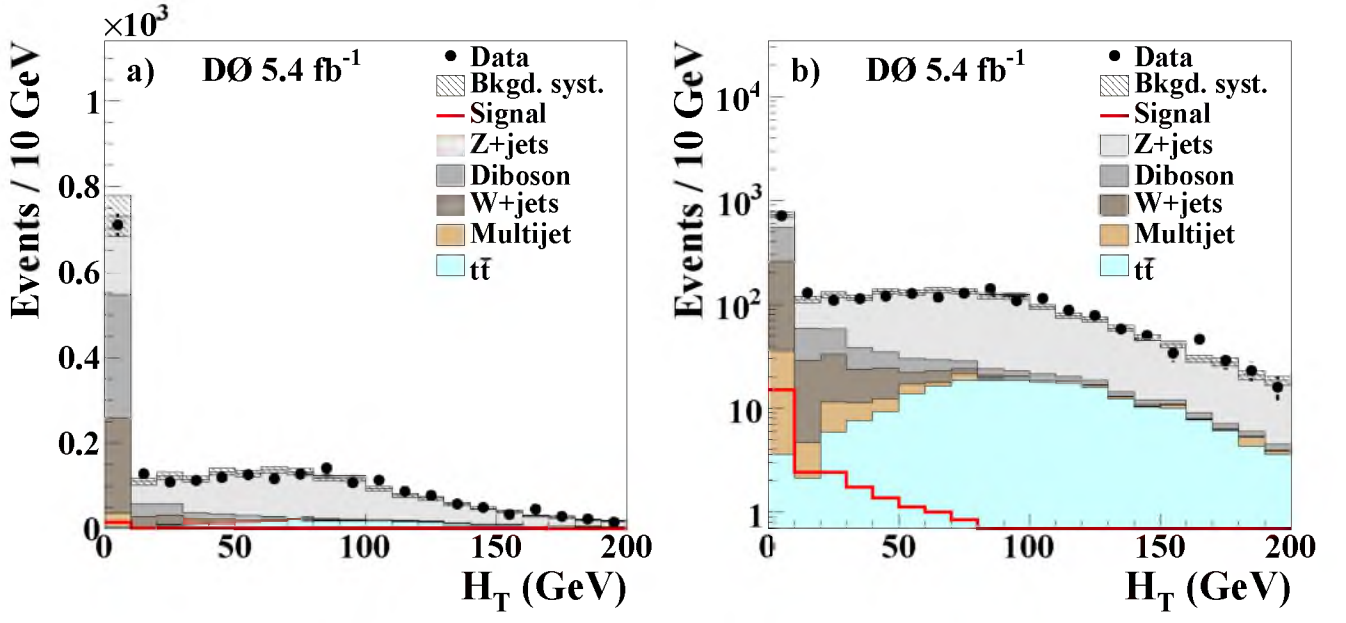 ×10³
Events / 10 GeV
a) DØ 5.4 fb⁻¹
Data
Bkgd. syst.
Signal
Z+jets
Diboson
W+jets
Multijet
tt̄
1
0.8
0.6
0.4
0.2
0
0 50 100 150 200
H_T (GeV)
Events / 10 GeV
b) DØ 5.4 fb⁻¹
Data
Bkgd. syst.
Signal
Z+jets
Diboson
W+jets
Multijet
tt̄
10⁴
10³
10²
10
1
0 50 100 150 200
H_T (GeV)